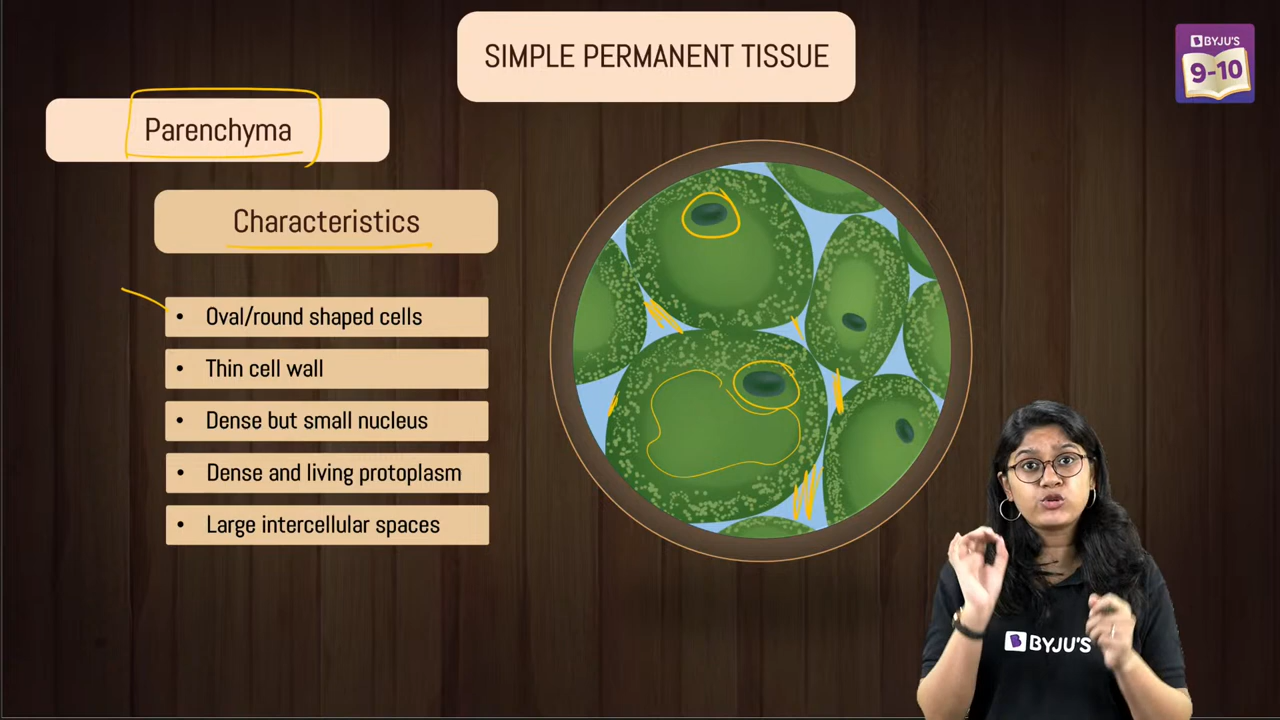 SIMPLE PERMANENT TISSUE
BYJU'S
9-10
Parenchyma
Characteristics
• Oval/round shaped cells
• Thin cell wall
• Dense but small nucleus
• Dense and living protoplasm
• Large intercellular spaces
BYJU'S